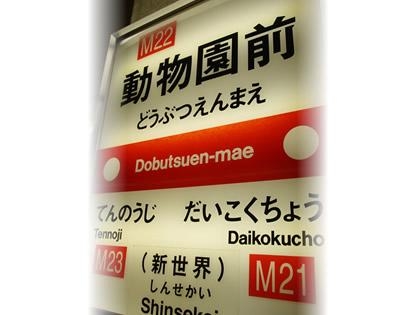 M22
動物園前
どうぶつえんまえ
Dobutsuen-mae
てんのうじ だいこくちょう
Tennoji Daikokucho
M23 (新世界) M21
しんせかい
Shinsekai